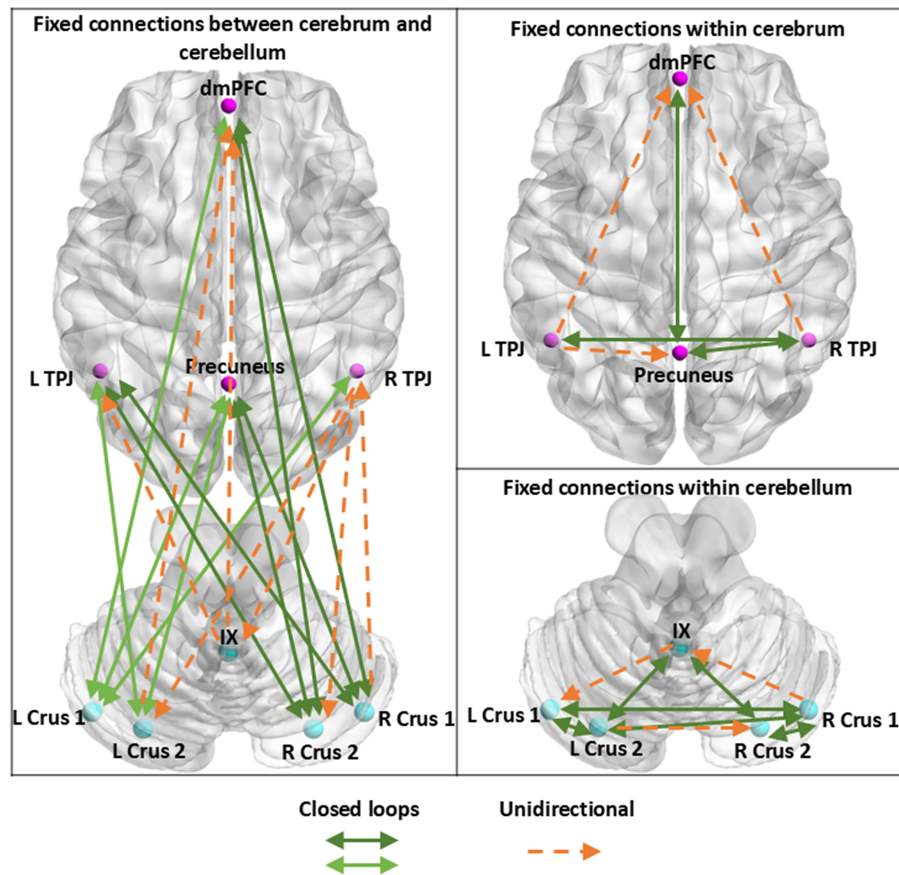 Fixed connections between cerebrum and
cerebellum
dmPFC
L TPJ
Precuneus
R TPJ
IX
L Crus 1
L Crus 2
R Crus 2
R Crus 1
Fixed connections within cerebrum
dmPFC
L TPJ
Precuneus
R TPJ
Fixed connections within cerebellum
IX
L Crus 1
L Crus 2
R Crus 2
R Crus 1
Closed loops
Unidirectional